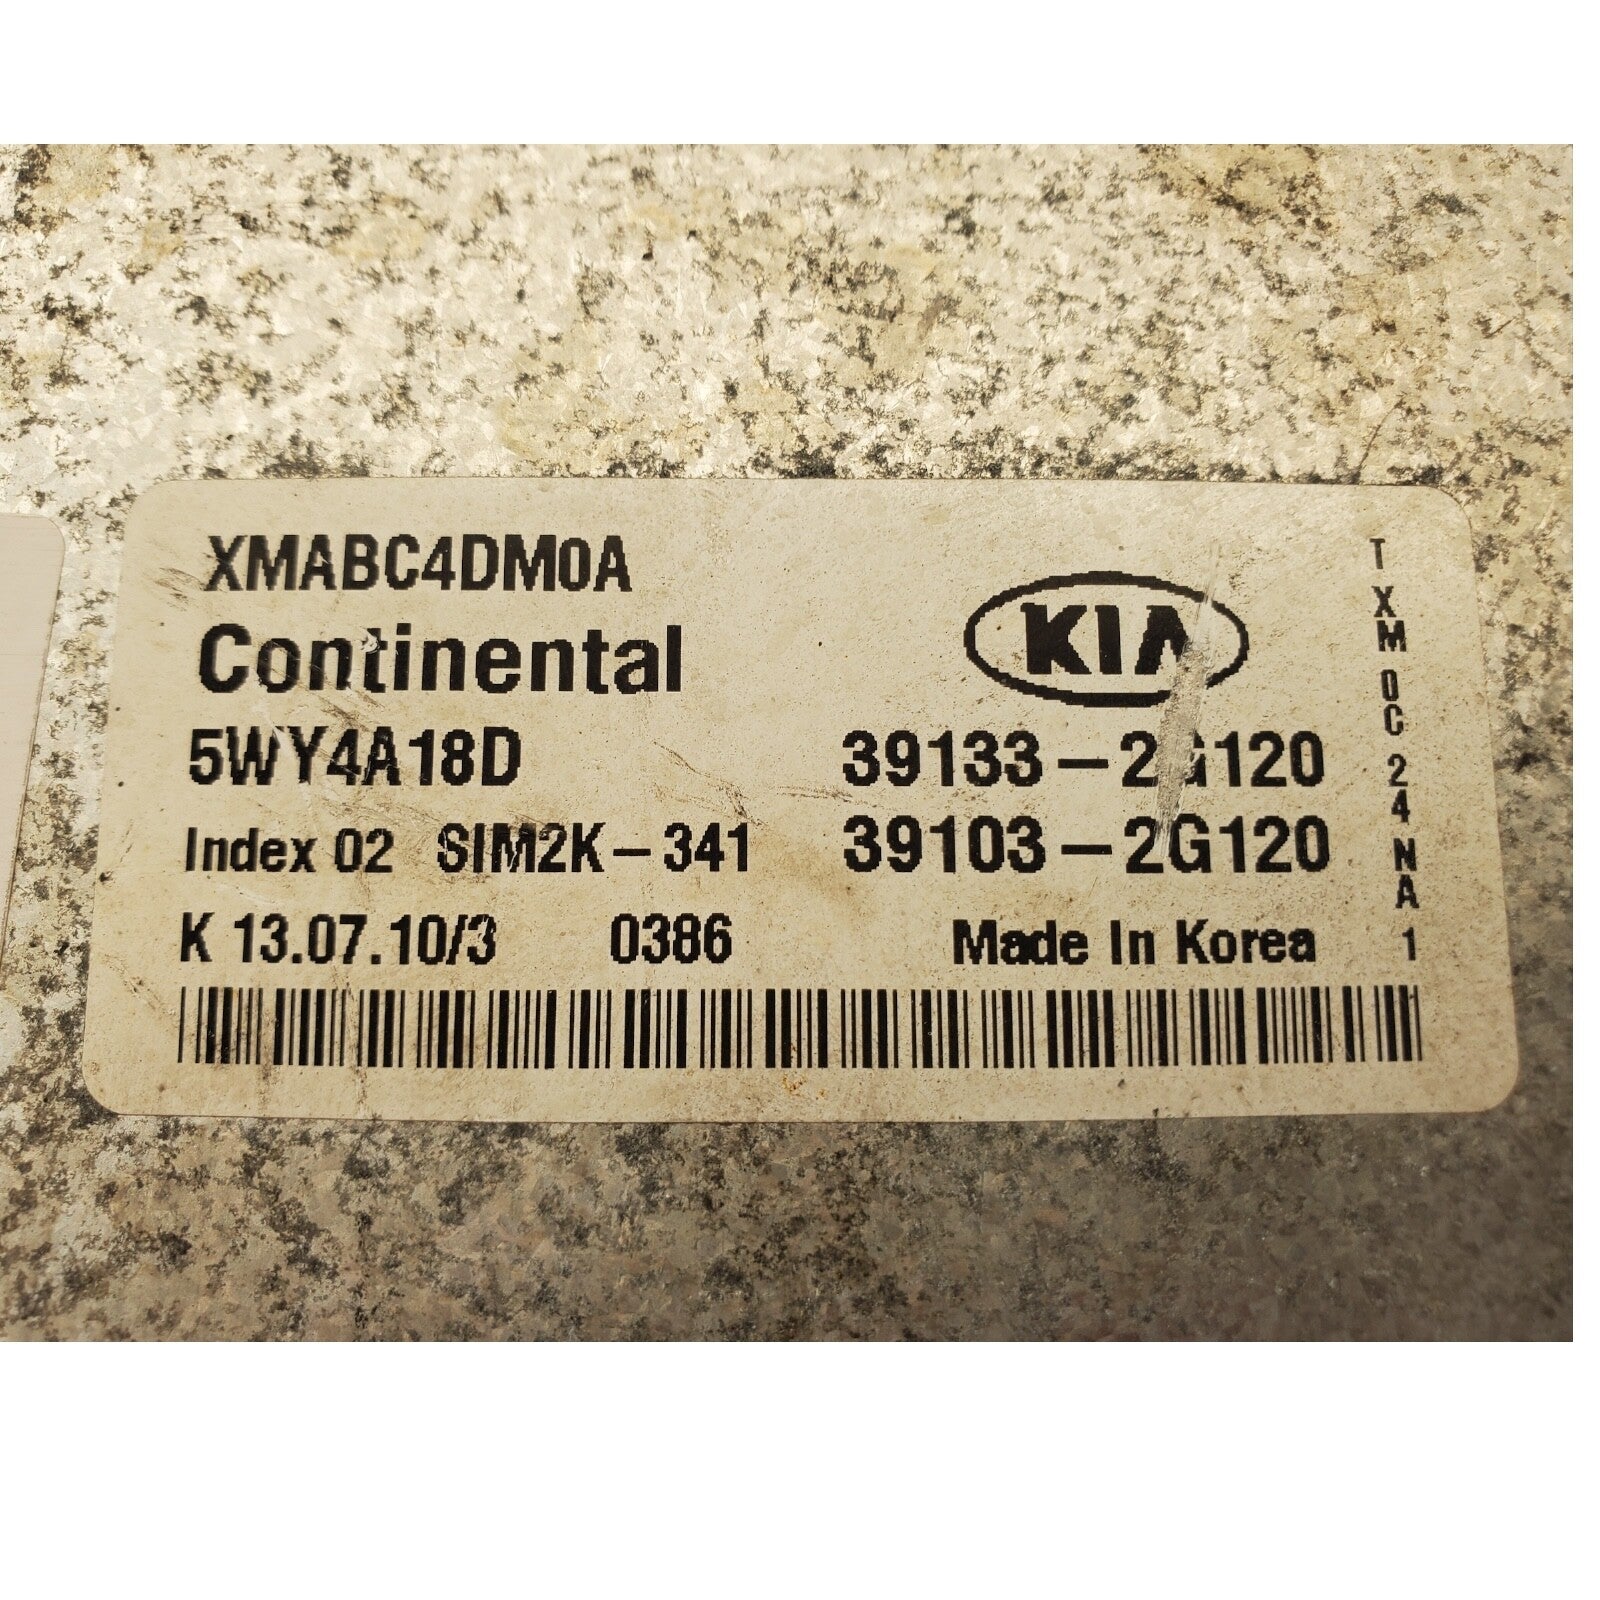 XMABC4DM0A
Continental
KIA
5WY4A18D 39133-2G120
Index 02 SIM2K-341 39103-2G120
K 13.07.10/3 0386 Made In Korea
TXM0C24NA1